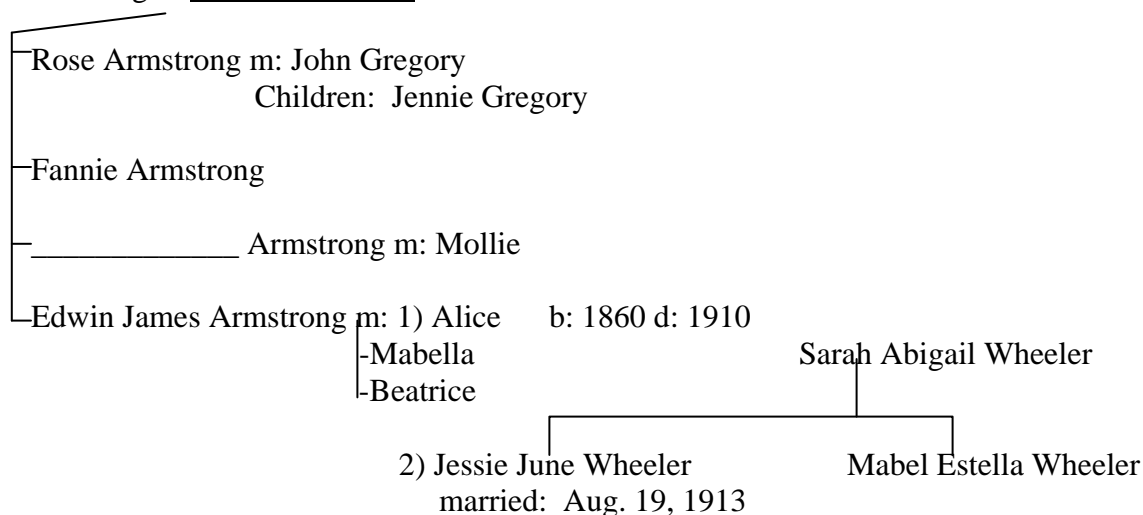 Rose Armstrong m: John Gregory
Children: Jennie Gregory
Fannie Armstrong
_____________ Armstrong m: Mollie
Edwin James Armstrong m: 1) Alice b: 1860 d: 1910
-Mabella
Sarah Abigail Wheeler
-Beatrice
2) Jessie June Wheeler
Mabel Estella Wheeler
married: Aug. 19, 1913